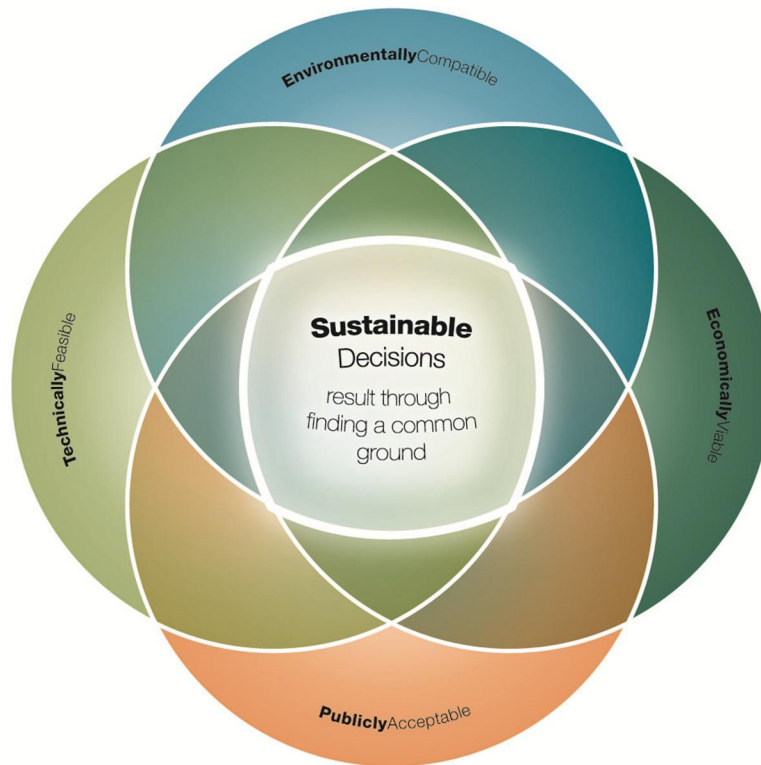 EnvironmentallyCompatible
TechnicallyFeasible
Sustainable
Decisions
result through
finding a common
ground
EconomicallyViable
PubliclyAcceptable